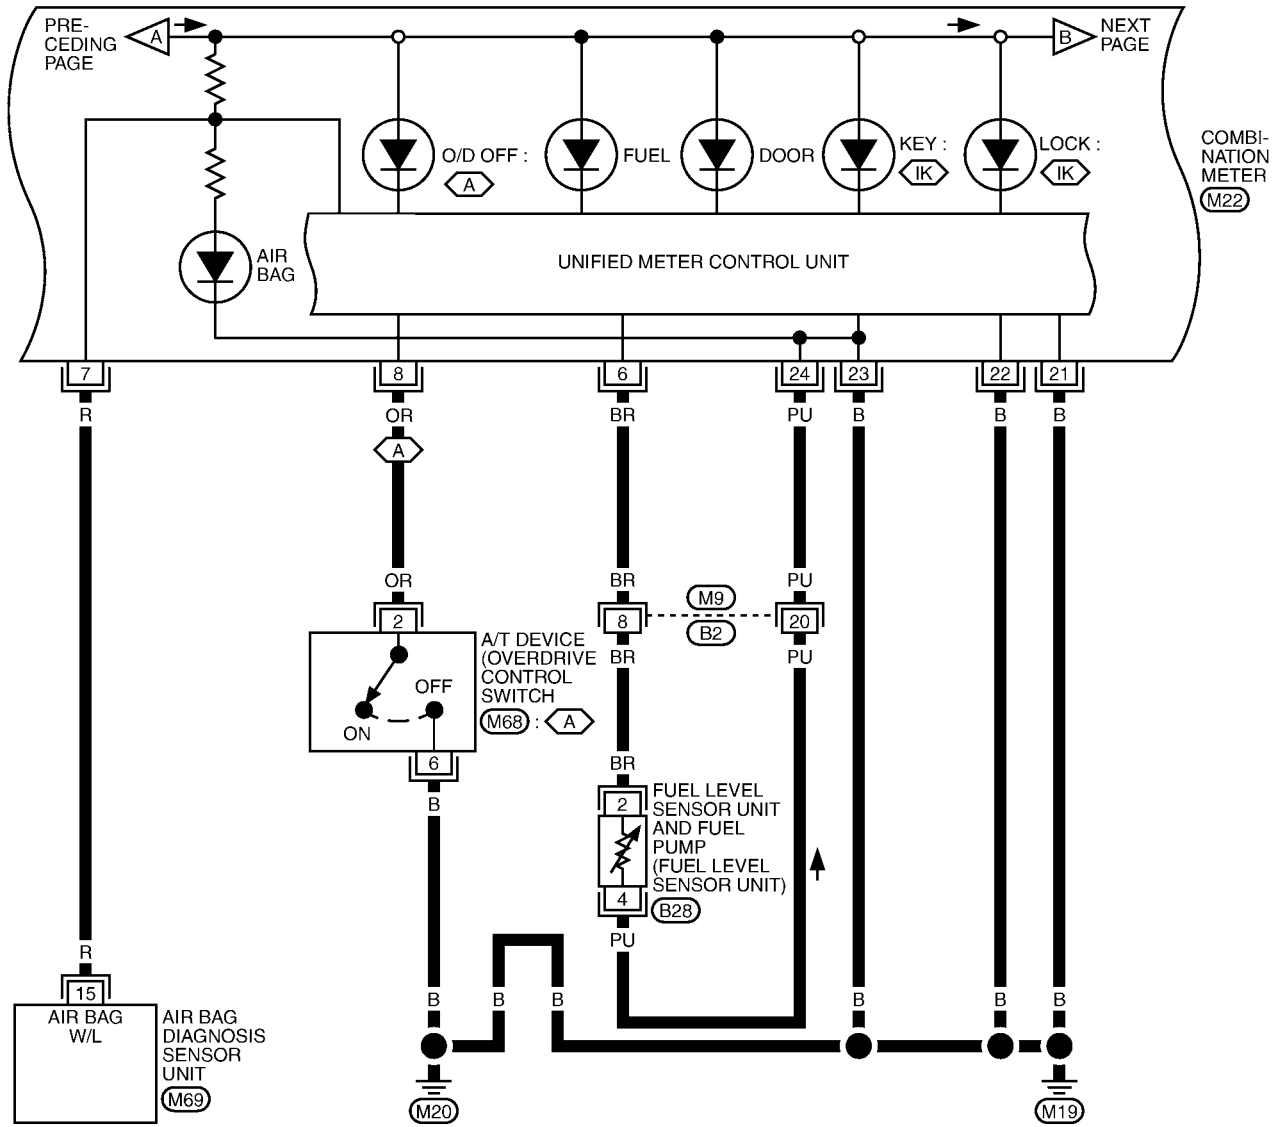 PRE-
CEDING
PAGE
A
B
NEXT
PAGE
O/D OFF :
A
FUEL
DOOR
KEY :
IK
LOCK :
IK
COMBI-
NATION
METER
M22
AIR
BAG
UNIFIED METER CONTROL UNIT
7
8
6
24
23
22
21
R
OR
BR
PU
B
B
B
A
OR
BR
PU
M9
B2
2
8
20
BR
PU
A/T DEVICE
(OVERDRIVE
CONTROL
SWITCH
M68 : A
OFF
ON
6
B
BR
2
FUEL LEVEL
SENSOR UNIT
AND FUEL
PUMP
(FUEL LEVEL
SENSOR UNIT)
4
B28
PU
R
15
AIR BAG
W/L
AIR BAG
DIAGNOSIS
SENSOR
UNIT
M69
B
B
B
B
B
B
M20
M19